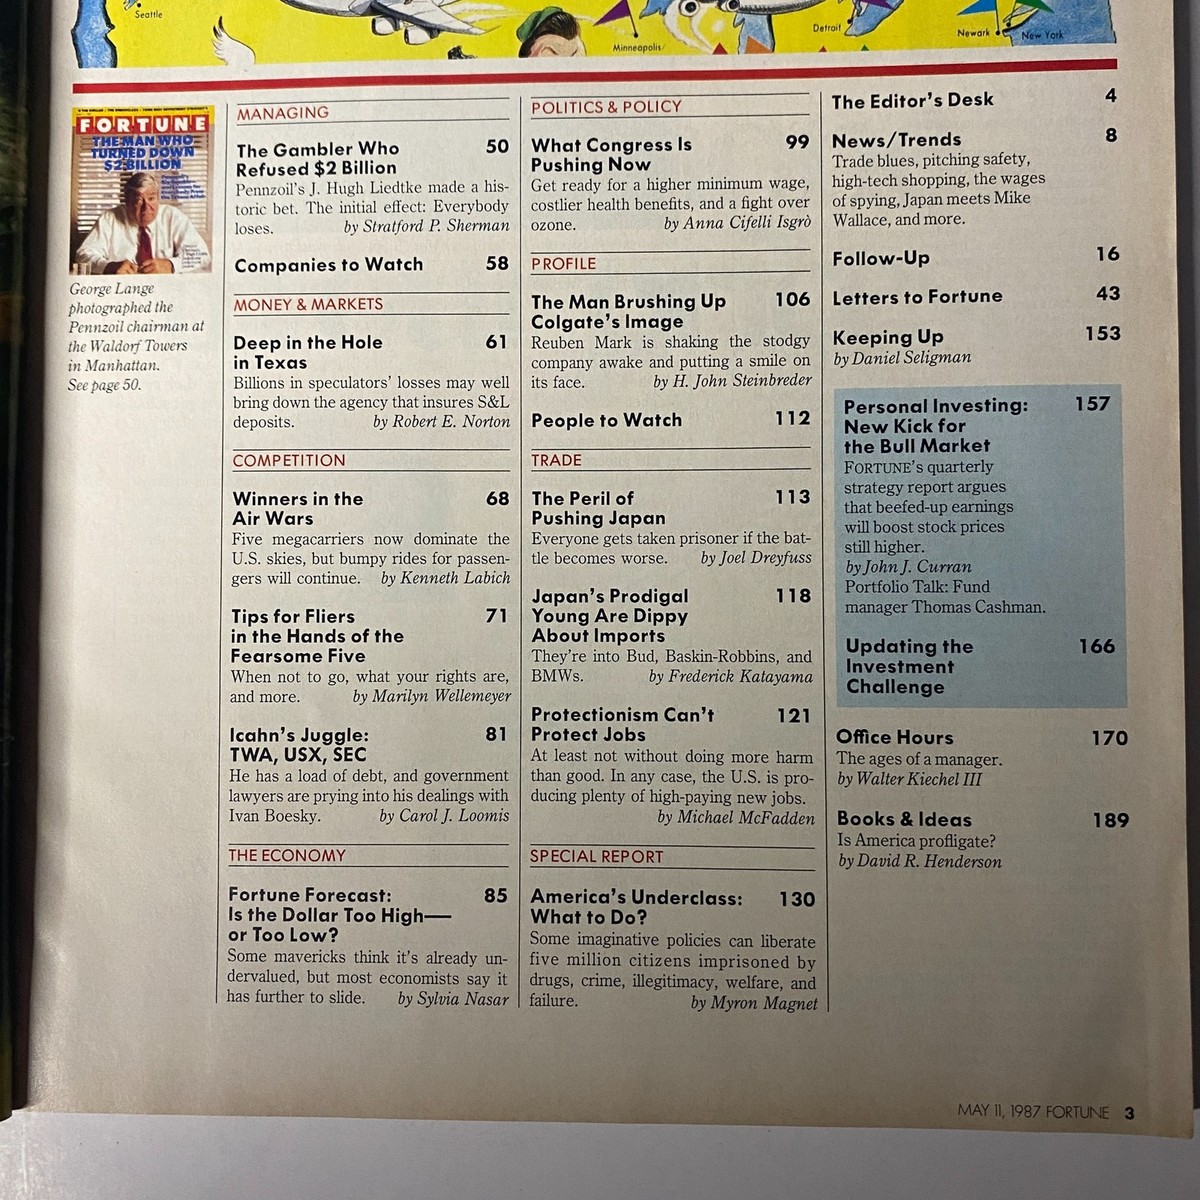 Seattle
Minneapolis
Detroit
Newark
New York
FORTUNE
THE MAN WHO
TURNED DOWN
$2 BILLION
George Lange
photographed the
Pennzoil chairman at
the Waldorf Towers
in Manhattan.
See page 50.
MANAGING
The Gambler Who 50
Refused $2 Billion
Pennzoil's J. Hugh Liedtke made a his-
toric bet. The initial effect: Everybody
loses. by Stratford P. Sherman
Companies to Watch 58
MONEY & MARKETS
Deep in the Hole 61
in Texas
Billions in speculators' losses may well
bring down the agency that insures S&L
deposits. by Robert E. Norton
COMPETITION
Winners in the 68
Air Wars
Five megacarriers now dominate the
U.S. skies, but bumpy rides for passen-
gers will continue. by Kenneth Labich
Tips for Fliers 71
in the Hands of the
Fearsome Five
When not to go, what your rights are,
and more. by Marilyn Wellemeyer
Icahn's Juggle: 81
TWA, USX, SEC
He has a load of debt, and government
lawyers are prying into his dealings with
Ivan Boesky. by Carol J. Loomis
THE ECONOMY
Fortune Forecast: 85
Is the Dollar Too High—
or Too Low?
Some mavericks think it's already un-
dervalued, but most economists say it
has further to slide. by Sylvia Nasar
POLITICS & POLICY
What Congress Is 99
Pushing Now
Get ready for a higher minimum wage,
costlier health benefits, and a fight over
ozone. by Anna Cifelli Isgrò
PROFILE
The Man Brushing Up 106
Colgate's Image
Reuben Mark is shaking the stodgy
company awake and putting a smile on
its face. by H. John Steinbreder
People to Watch 112
TRADE
The Peril of 113
Pushing Japan
Everyone gets taken prisoner if the bat-
tle becomes worse. by Joel Dreyfuss
Japan's Prodigal 118
Young Are Dippy
About Imports
They're into Bud, Baskin-Robbins, and
BMWs. by Frederick Katayama
Protectionism Can't 121
Protect Jobs
At least not without doing more harm
than good. In any case, the U.S. is pro-
ducing plenty of high-paying new jobs.
by Michael McFadden
SPECIAL REPORT
America's Underclass: 130
What to Do?
Some imaginative policies can liberate
five million citizens imprisoned by
drugs, crime, illegitimacy, welfare, and
failure. by Myron Magnet
The Editor's Desk 4
News/Trends 8
Trade blues, pitching safety,
high-tech shopping, the wages
of spying, Japan meets Mike
Wallace, and more.
Follow-Up 16
Letters to Fortune 43
Keeping Up 153
by Daniel Seligman
Personal Investing: 157
New Kick for
the Bull Market
FORTUNE's quarterly
strategy report argues
that beefed-up earnings
will boost stock prices
still higher.
by John J. Curran
Portfolio Talk: Fund
manager Thomas Cashman.
Updating the 166
Investment
Challenge
Office Hours 170
The ages of a manager.
by Walter Kiechel III
Books & Ideas 189
Is America profligate?
by David R. Henderson
MAY 11, 1987 FORTUNE 3